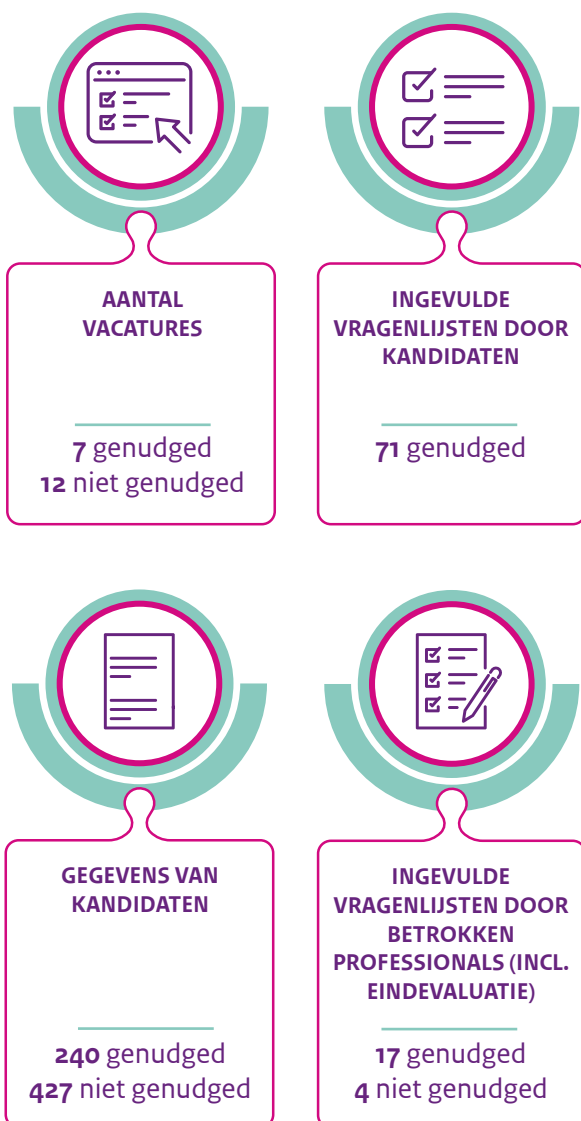 AANTAL
VACATURES
7 genudged
12 niet genudged
INGEVULDE
VRAGENLIJSTEN DOOR
KANDIDATEN
71 genudged
GEGEVENS VAN
KANDIDATEN
240 genudged
427 niet genudged
INGEVULDE
VRAGENLIJSTEN DOOR
BETROKKEN
PROFESSIONALS (INCL.
EINDEVALUATIE)
17 genudged
4 niet genudged